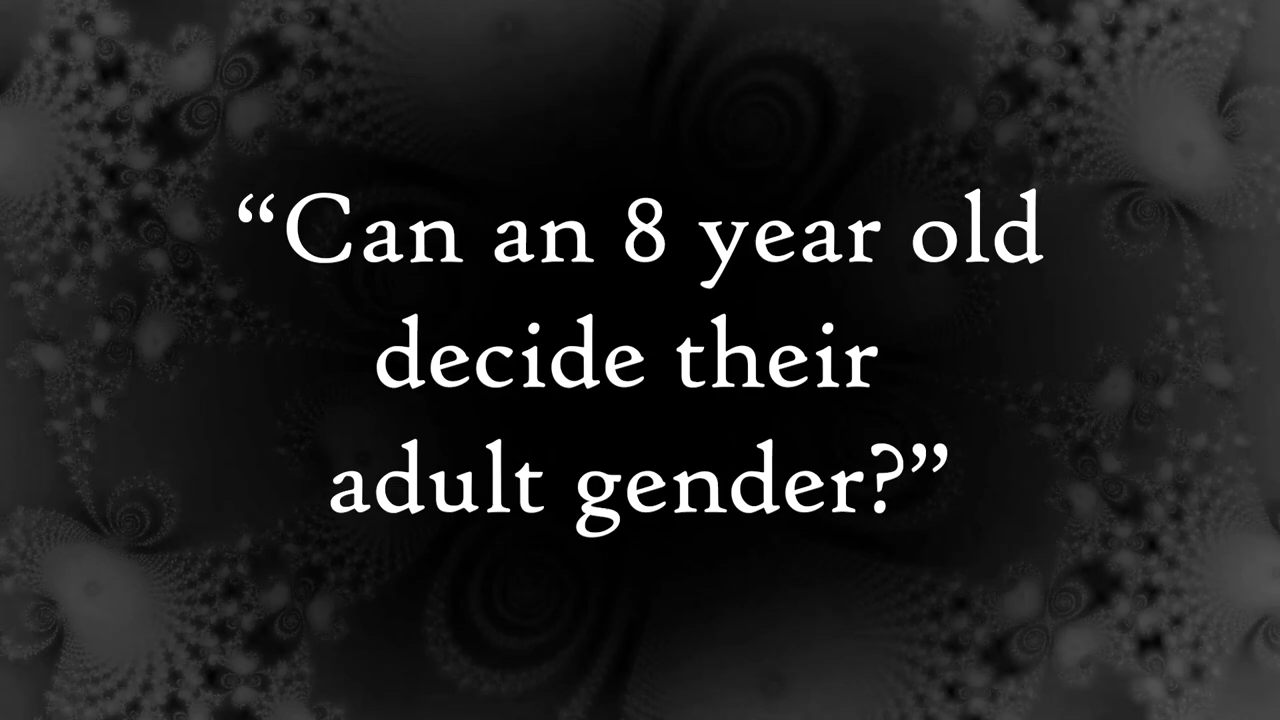 “Can an 8 year old
decide their
adult gender?”